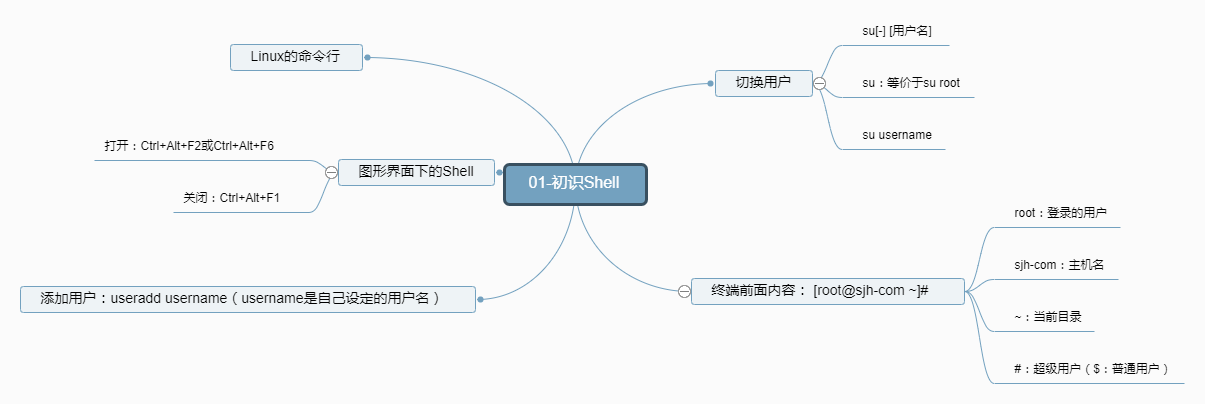 01-初识Shell
Linux的命令行
图形界面下的Shell
打开：Ctrl+Alt+F2或Ctrl+Alt+F6
关闭：Ctrl+Alt+F1
添加用户：useradd username（username是自己设定的用户名）
切换用户
su[-] [用户名]
su：等价于su root
su username
终端前面内容： [root@sjh-com ~]#
root：登录的用户
sjh-com：主机名
~：当前目录
#：超级用户（$：普通用户）